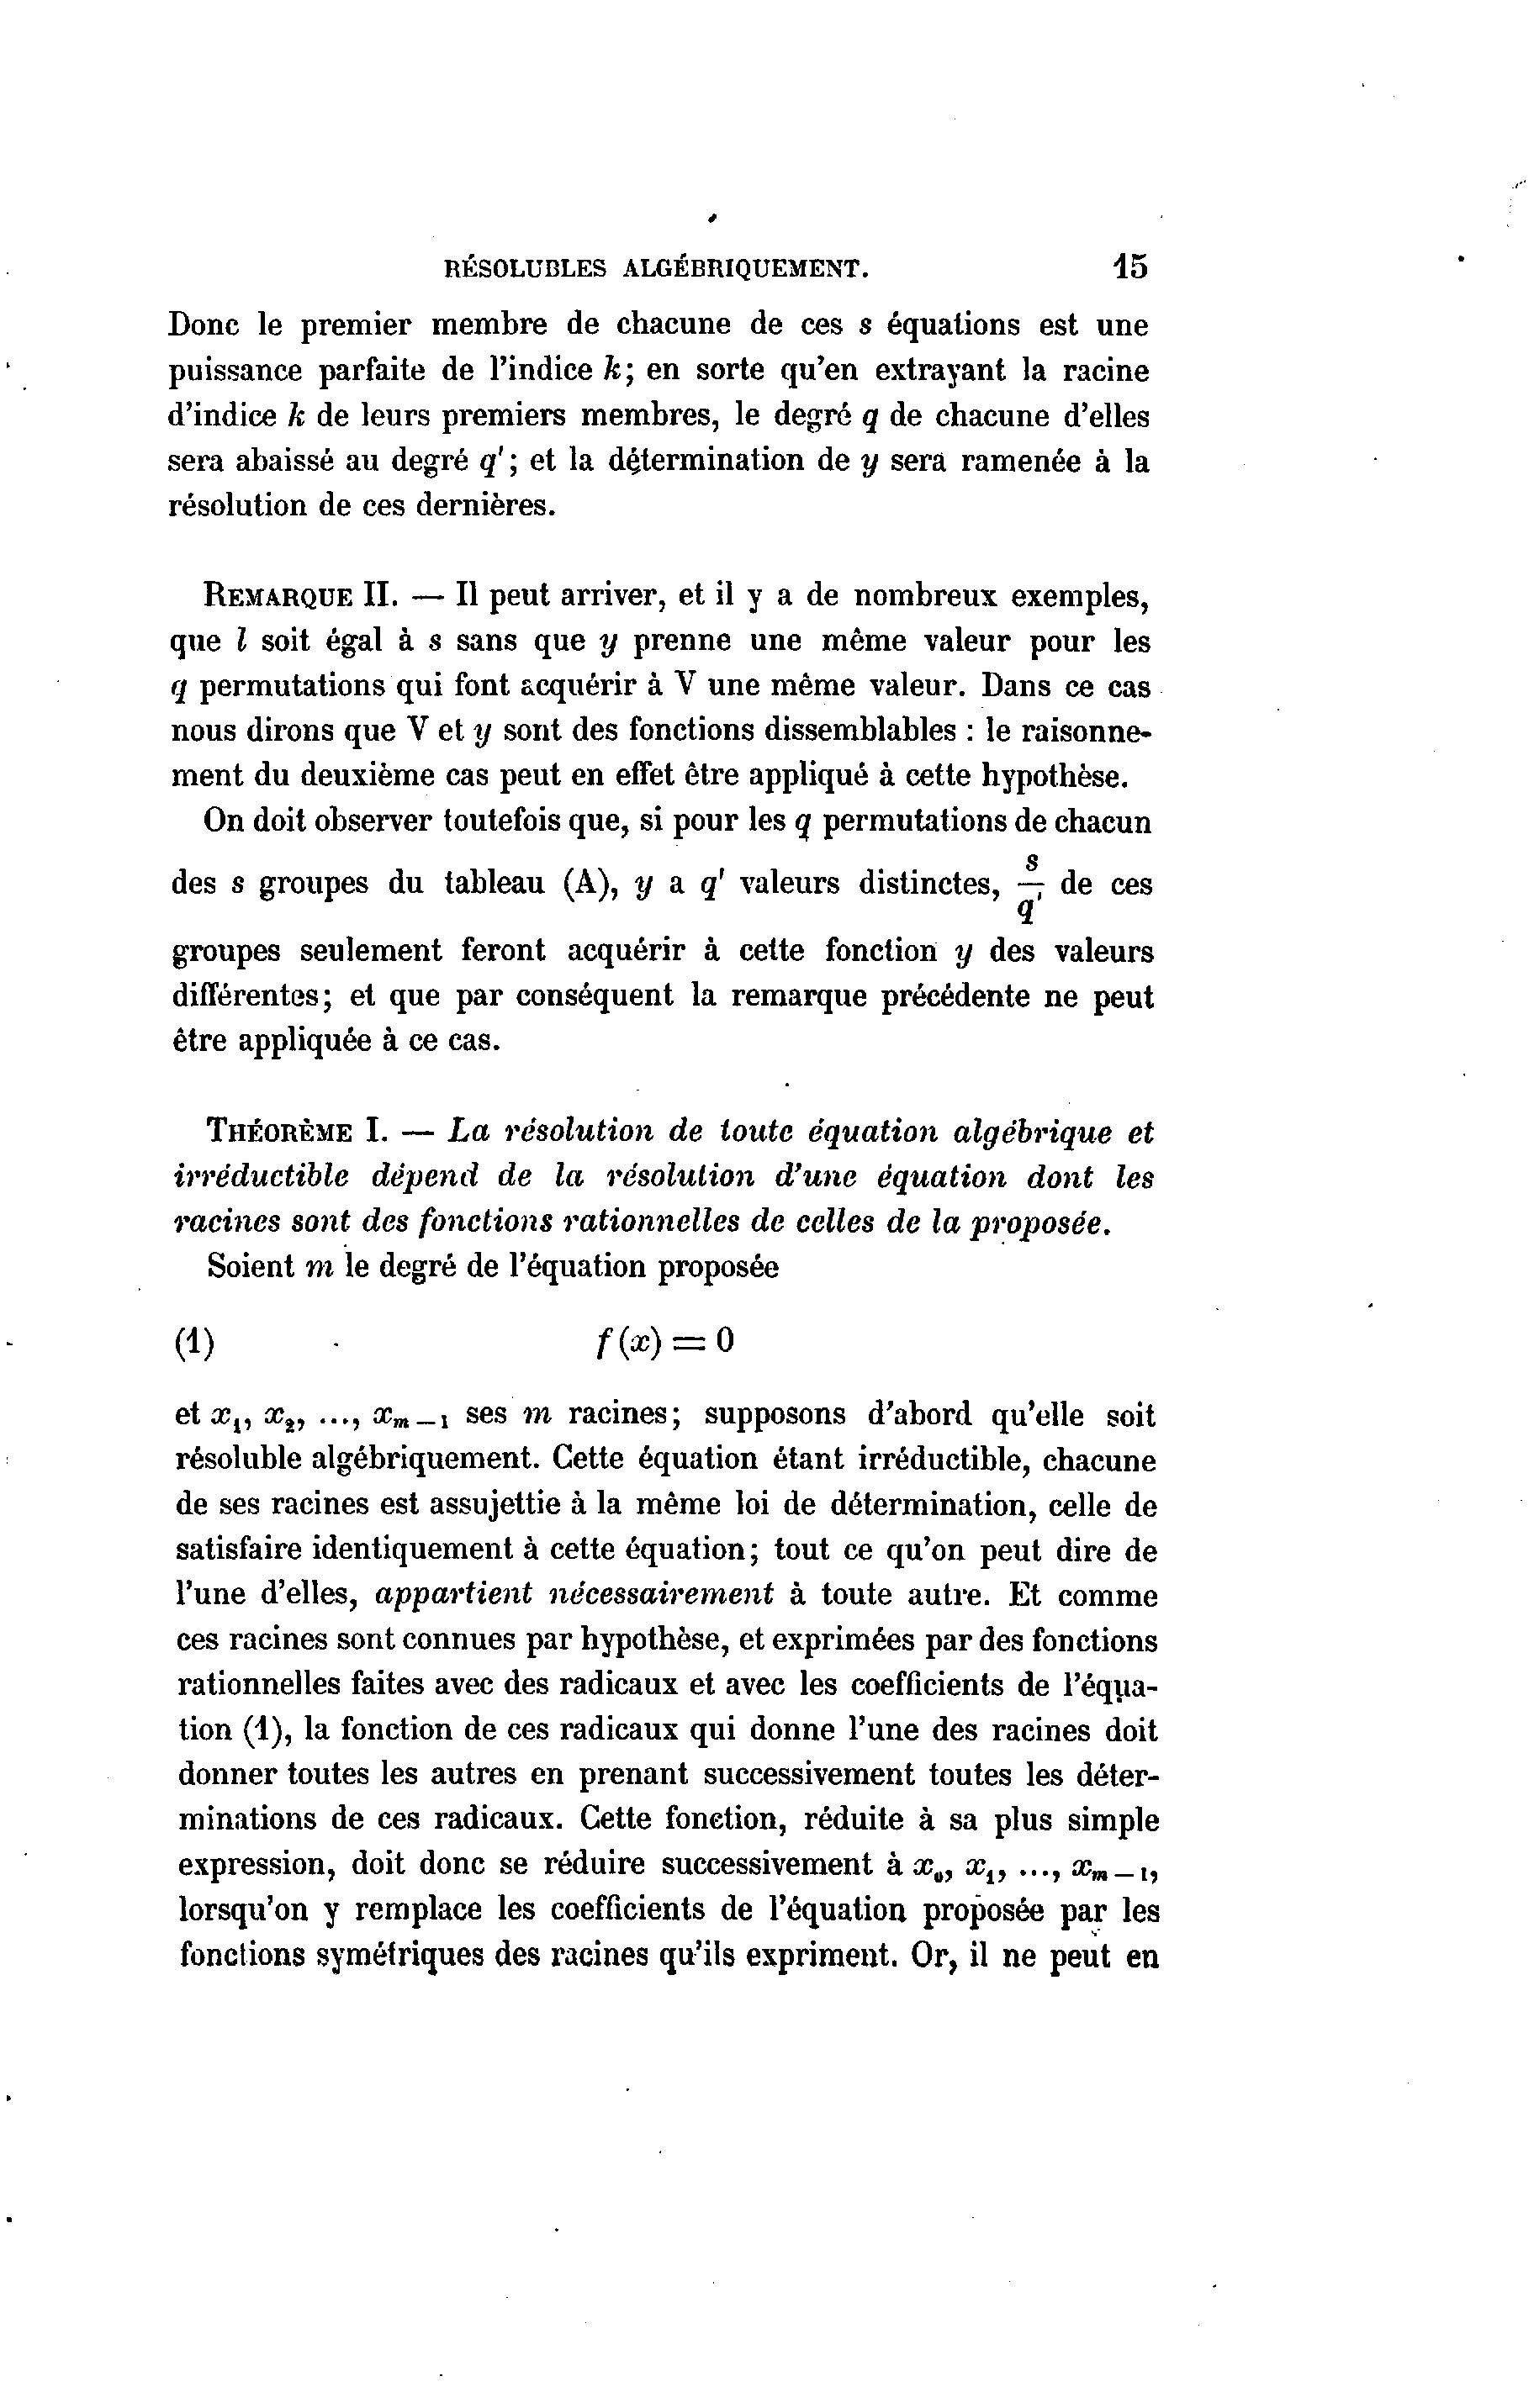 RÉSOLUBLES ALGÉBRIQUEMENT. 15
Donc le premier membre de chacune de ces s équations est une
puissance parfaite de l'indice k; en sorte qu'en extrayant la racine
d'indice k de leurs premiers membres, le degré q de chacune d'elles
sera abaissé au degré q'; et la détermination de y sera ramenée à la
résolution de ces dernières.
REMARQUE II. — Il peut arriver, et il y a de nombreux exemples,
que l soit égal à s sans que y prenne une même valeur pour les
q permutations qui font acquérir à V une même valeur. Dans ce cas
nous dirons que V et y sont des fonctions dissemblables : le raisonne-
ment du deuxième cas peut en effet être appliqué à cette hypothèse.
On doit observer toutefois que, si pour les q permutations de chacun
des s groupes du tableau (A), y a q' valeurs distinctes, s/q' de ces
groupes seulement feront acquérir à cette fonction y des valeurs
différentes; et que par conséquent la remarque précédente ne peut
être appliquée à ce cas.
THÉORÈME I. — La résolution de toute équation algébrique et
irréductible dépend de la résolution d'une équation dont les
racines sont des fonctions rationnelles de celles de la proposée.
Soient m le degré de l'équation proposée
(1) f(x) = 0
et x₁, x₂, ..., xₘ₋₁ ses m racines; supposons d'abord qu'elle soit
résoluble algébriquement. Cette équation étant irréductible, chacune
de ses racines est assujettie à la même loi de détermination, celle de
satisfaire identiquement à cette équation; tout ce qu'on peut dire de
l'une d'elles, appartient nécessairement à toute autre. Et comme
ces racines sont connues par hypothèse, et exprimées par des fonctions
rationnelles faites avec des radicaux et avec les coefficients de l'équa-
tion (1), la fonction de ces radicaux qui donne l'une des racines doit
donner toutes les autres en prenant successivement toutes les déter-
minations de ces radicaux. Cette fonction, réduite à sa plus simple
expression, doit donc se réduire successivement à x₀, x₁, ..., xₘ₋₁,
lorsqu'on y remplace les coefficients de l'équation proposée par les
fonctions symétriques des racines qu'ils expriment. Or, il ne peut en